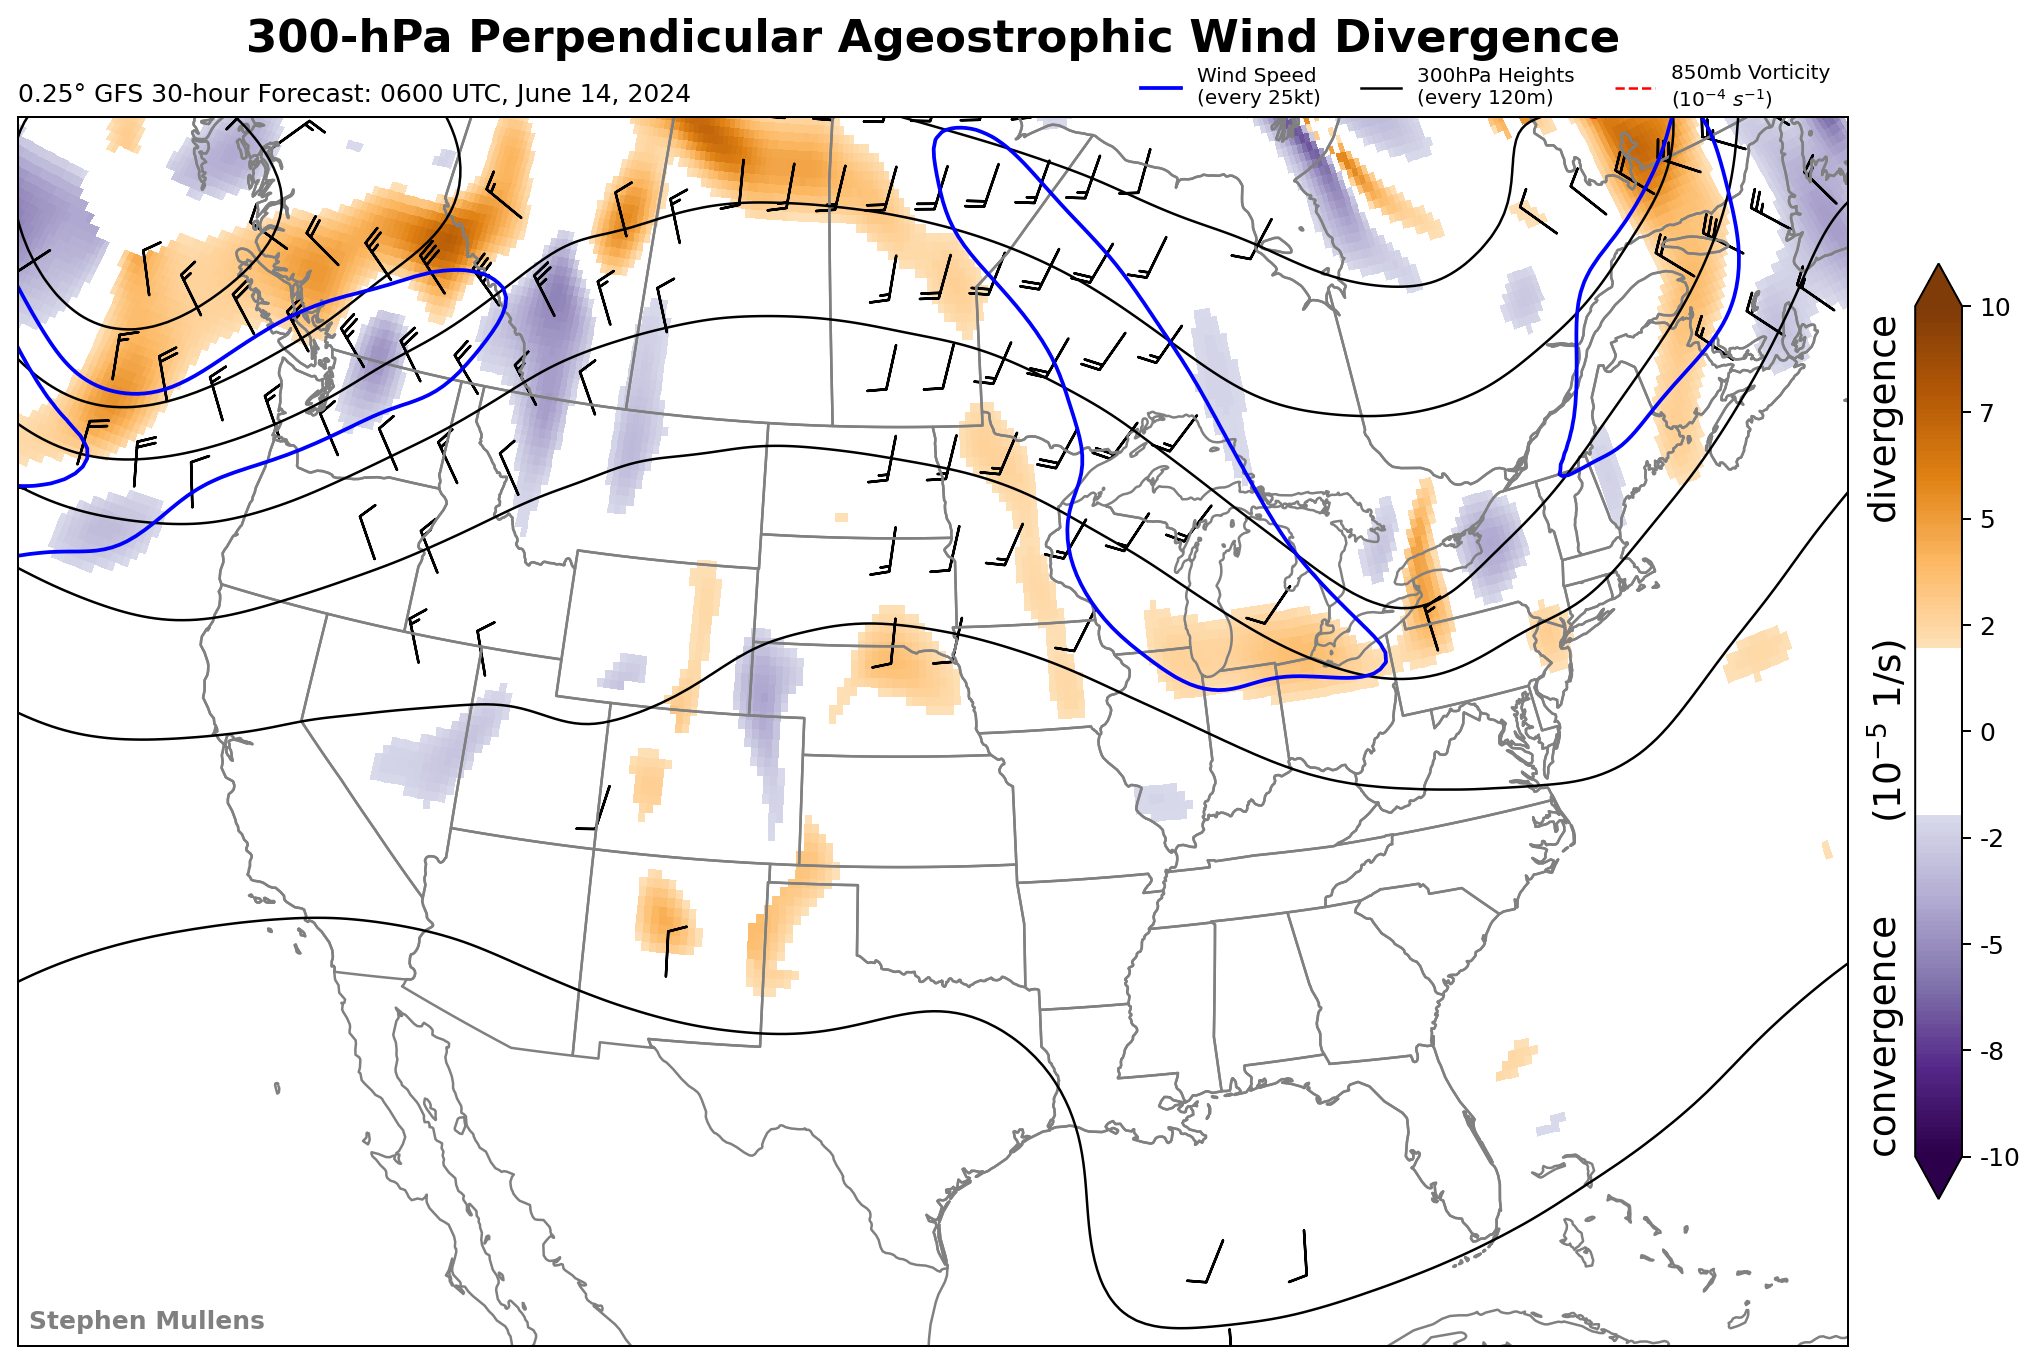 300-hPa Perpendicular Ageostrophic Wind Divergence
0.25° GFS 30-hour Forecast: 0600 UTC, June 14, 2024
Wind Speed
(every 25kt)
300hPa Heights
(every 120m)
850mb Vorticity
(10⁻⁴ s⁻¹)
10
7
5
2
0
-2
-5
-8
-10
convergence (10⁻⁵ 1/s) divergence
Stephen Mullens